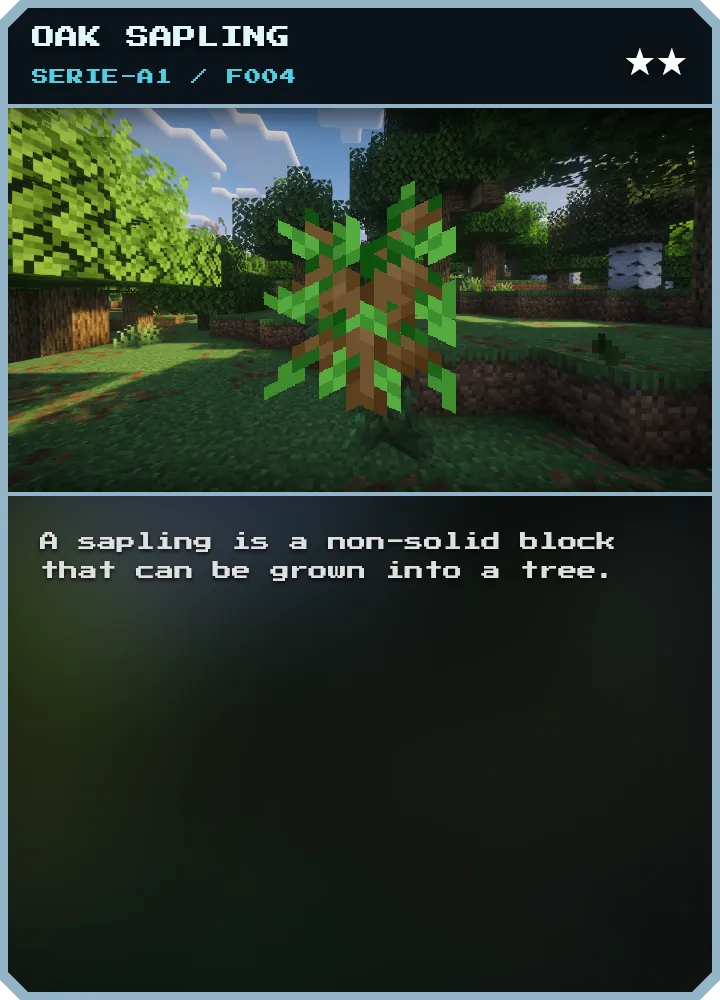 OAK SAPLING
SERIE-A1 / F004
A sapling is a non-solid block
that can be grown into a tree.